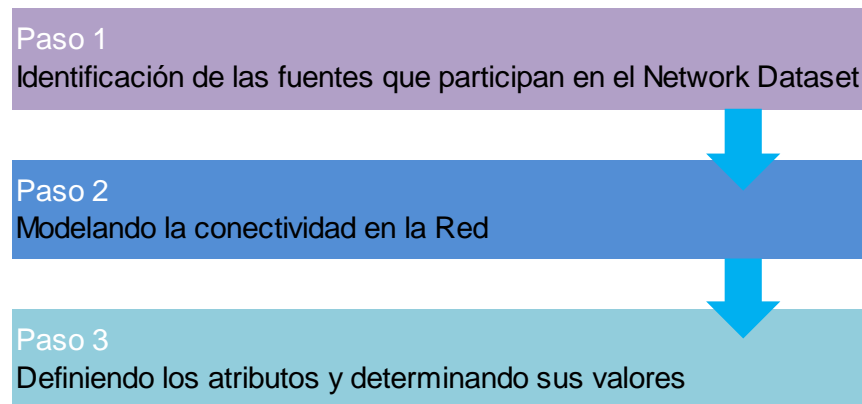 Paso 1
Identificación de las fuentes que participan en el Network Dataset
Paso 2
Modelando la conectividad en la Red
Paso 3
Definiendo los atributos y determinando sus valores